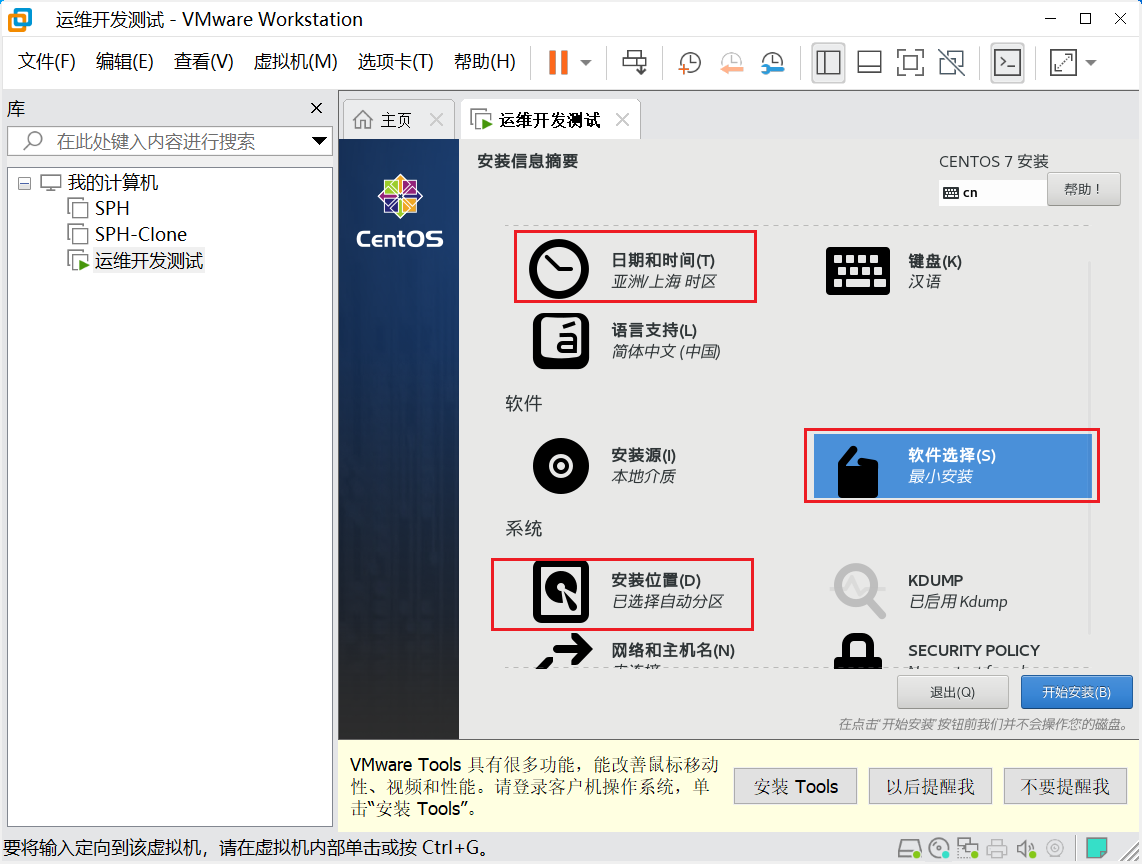 运维开发测试 - VMware Workstation
文件(F) 编辑(E) 查看(V) 虚拟机(M) 选项卡(T) 帮助(H)
库
在此处键入内容进行搜索
我的计算机
SPH
SPH-Clone
运维开发测试
主页 运维开发测试
CentOS
安装信息摘要
CENTOS 7 安装
cn 帮助！
日期和时间(T)
亚洲/上海 时区
键盘(K)
汉语
语言支持(L)
简体中文 (中国)
软件
安装源(I)
本地介质
软件选择(S)
最小安装
系统
安装位置(D)
已选择自动分区
KDUMP
已启用 Kdump
网络和主机名(N)
SECURITY POLICY
退出(Q) 开始安装(B)
在点击'开始安装'按钮前我们并不会操作您的磁盘。
VMware Tools 具有很多功能，能改善鼠标移动
性、视频和性能。请登录客户机操作系统，单
击“安装 Tools”。
安装 Tools 以后提醒我 不要提醒我
要将输入定向到该虚拟机，请在虚拟机内部单击或按 Ctrl+G。